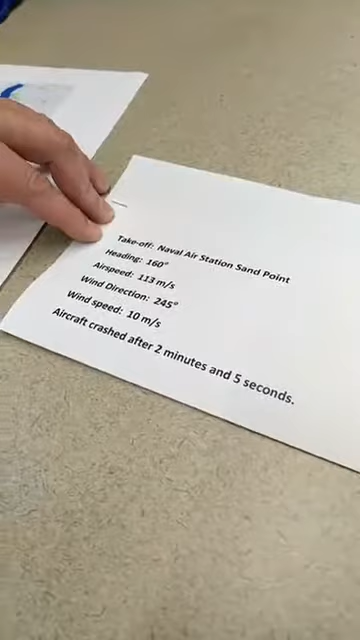 Take-off: Naval Air Station Sand Point
Heading: 160°
Airspeed: 113 m/s
Wind Direction: 245°
Wind speed: 10 m/s
Aircraft crashed after 2 minutes and 5 seconds.